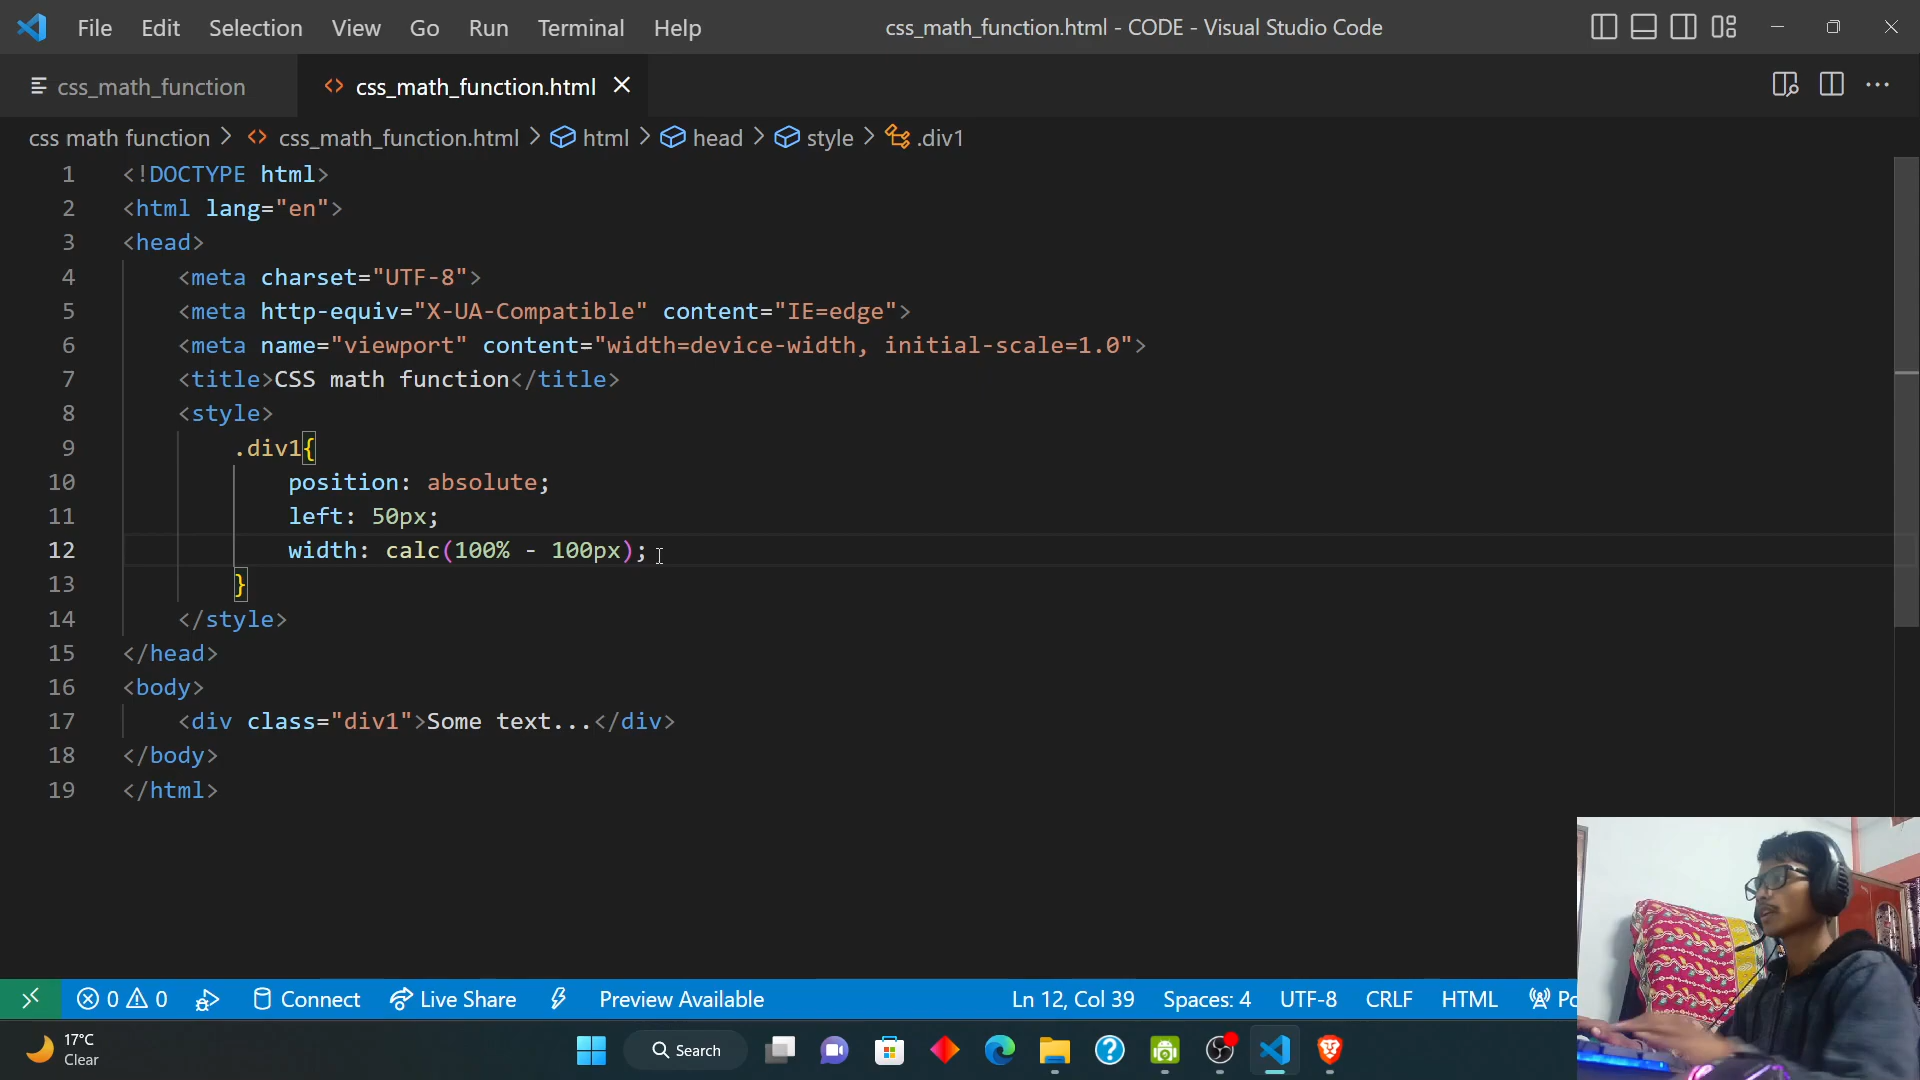 File Edit Selection View Go Run Terminal Help css_math_function.html - CODE - Visual Studio Code
css_math_function css_math_function.html
css math function > css_math_function.html > html > head > style > .div1
1 <!DOCTYPE html>
2 <html lang="en">
3 <head>
4 <meta charset="UTF-8">
5 <meta http-equiv="X-UA-Compatible" content="IE=edge">
6 <meta name="viewport" content="width=device-width, initial-scale=1.0">
7 <title>CSS math function</title>
8 <style>
9 .div1{
10 position: absolute;
11 left: 50px;
12 width: calc(100% - 100px);
13 }
14 </style>
15 </head>
16 <body>
17 <div class="div1">Some text...</div>
18 </body>
19 </html>
0 0 Connect Live Share Preview Available Ln 12, Col 39 Spaces: 4 UTF-8 CRLF HTML
17°C
Clear
Search